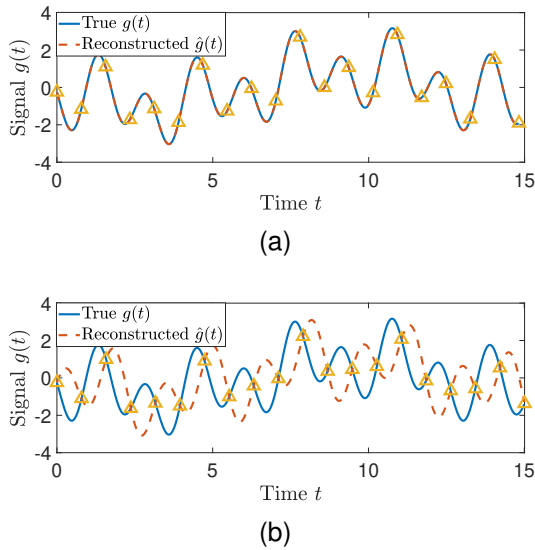 4
2
0
-2
-4
Signal g(t)
True g(t)
Reconstructed ĝ(t)
0 5 10 15
Time t
(a)
4
2
0
-2
-4
Signal g(t)
True g(t)
Reconstructed ĝ(t)
0 5 10 15
Time t
(b)